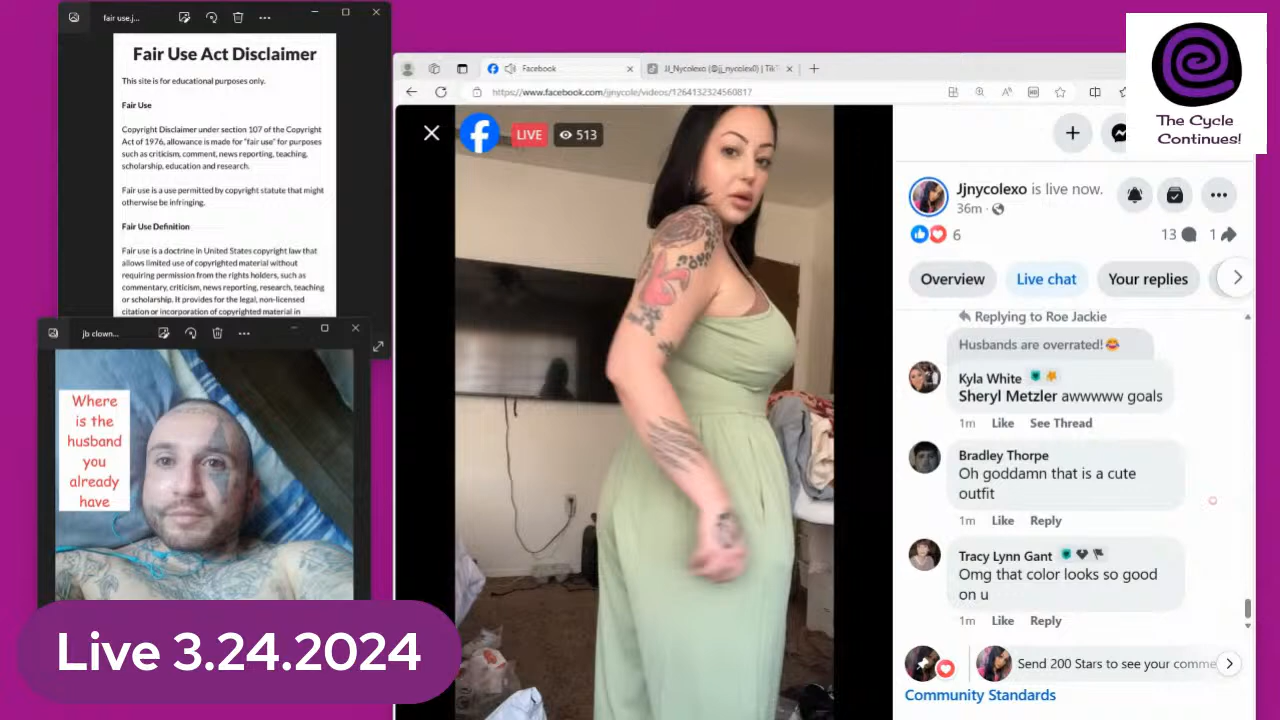 fair use.j...
Fair Use Act Disclaimer
This site is for educational purposes only.
Fair Use
Copyright Disclaimer under section 107 of the Copyright
Act of 1976, allowance is made for "fair use" for purposes
such as criticism, comment, news reporting, teaching,
scholarship, education and research.
Fair use is a use permitted by copyright statute that might
otherwise be infringing.
Fair Use Definition
Fair use is a doctrine in United States copyright law that
allows limited use of copyrighted material without
requiring permission from the rights holders, such as
commentary, criticism, news reporting, research, teaching
or scholarship. It provides for the legal, non-licensed
citation or incorporation of copyrighted material in
jb clown...
Where
is the
husband
you
already
have
Live 3.24.2024
Facebook
JJ_Nycolexo (@jj_nycolex0) | Tik
https://www.facebook.com/jjnycole/videos/1264132324560817
LIVE
513
The Cycle
Continues!
Jjnycolexo is live now.
36m
6
13
1
Overview
Live chat
Your replies
Replying to Roe Jackie
Husbands are overrated!😂
Kyla White
Sheryl Metzler awwwww goals
1m Like See Thread
Bradley Thorpe
Oh goddamn that is a cute
outfit
1m Like Reply
Tracy Lynn Gant
Omg that color looks so good
on u
1m Like Reply
Send 200 Stars to see your comme
Community Standards